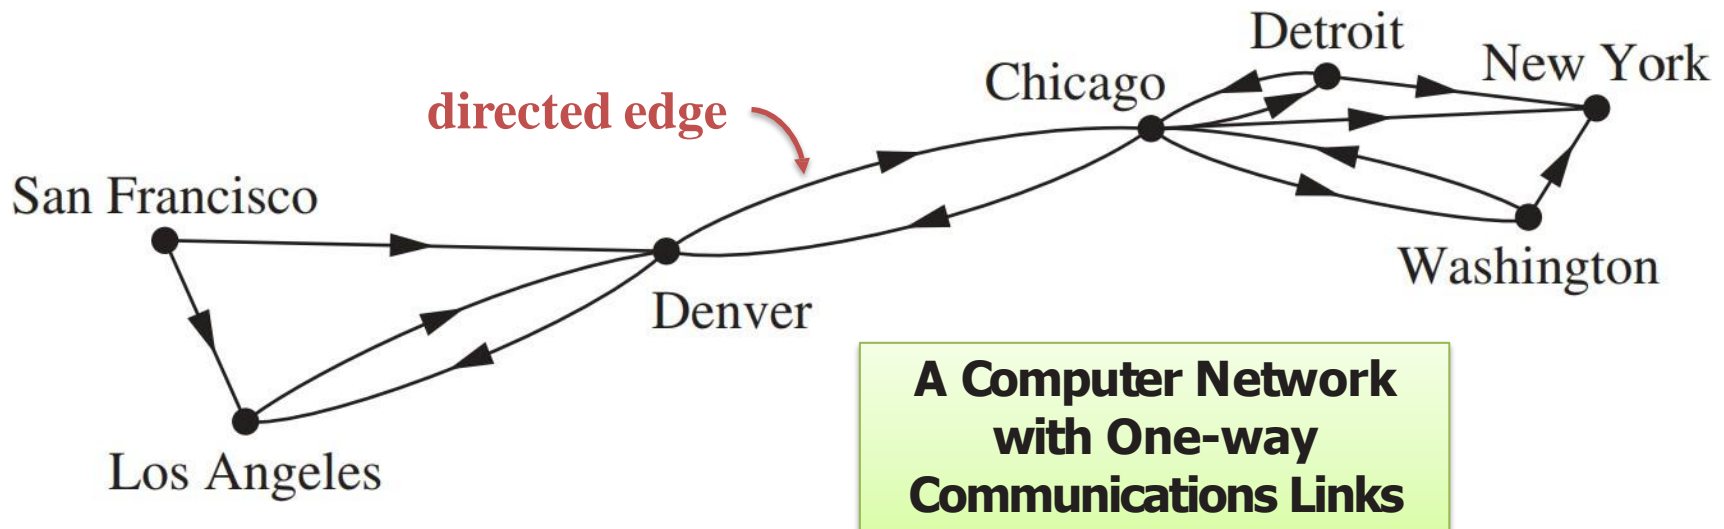 Detroit
New York
Chicago
directed edge
San Francisco
Washington
Denver
A Computer Network
with One-way
Communications Links
Los Angeles